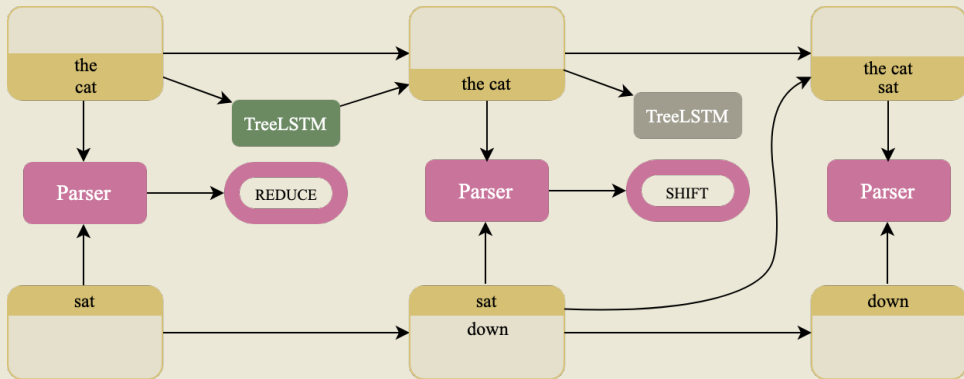 the
cat
the cat
the cat
sat
TreeLSTM
TreeLSTM
Parser
REDUCE
Parser
SHIFT
Parser
sat
sat
down
down